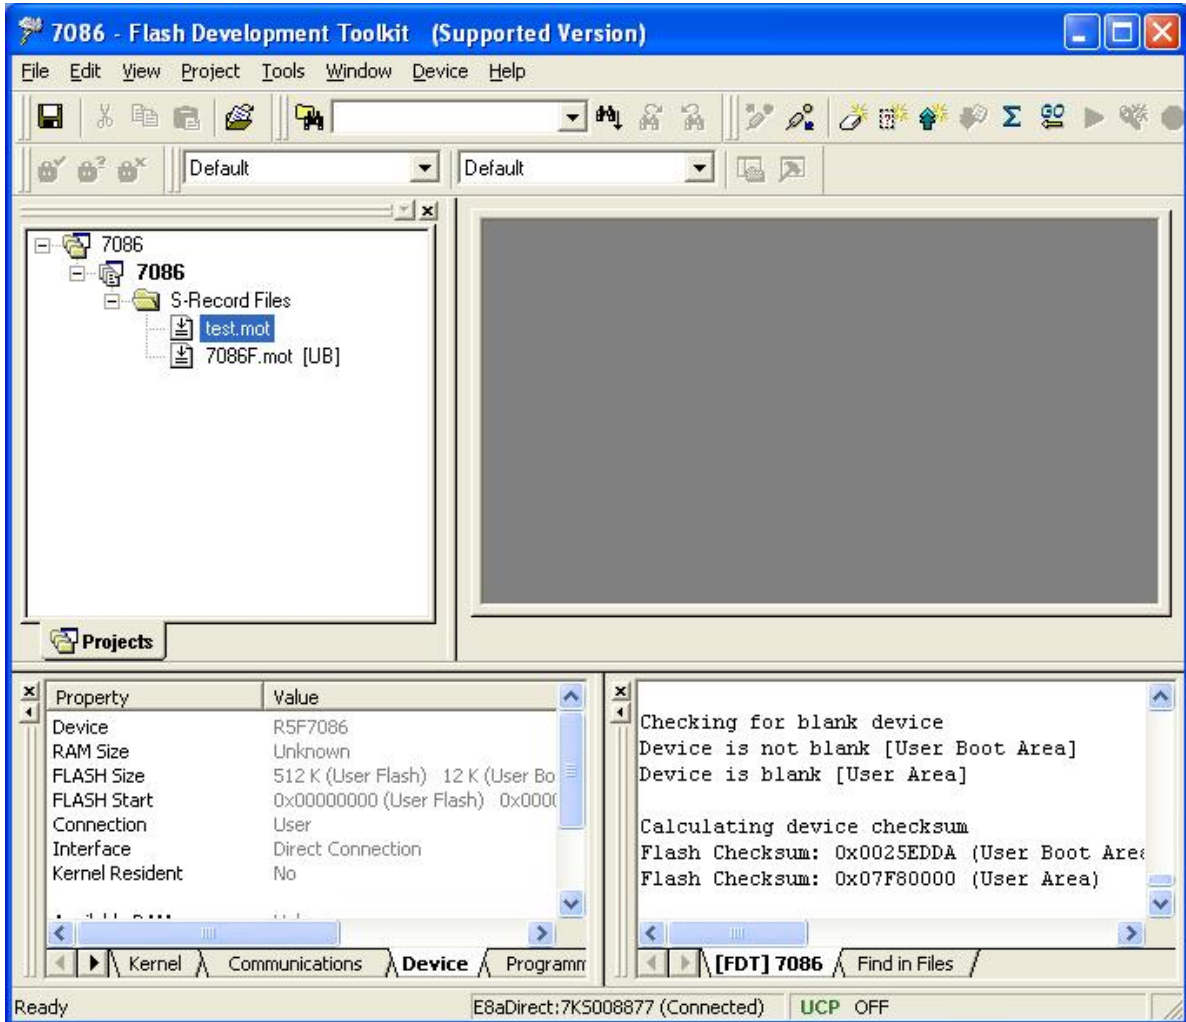 7086 - Flash Development Toolkit (Supported Version)
File Edit View Project Tools Window Device Help
Default Default
7086
7086
S-Record Files
test.mot
7086F.mot [UB]
Projects
Property Value
Device R5F7086
RAM Size Unknown
FLASH Size 512 K (User Flash) 12 K (User Bo
FLASH Start 0x00000000 (User Flash) 0x000
Connection User
Interface Direct Connection
Kernel Resident No
Kernel Communications Device Programm
Checking for blank device
Device is not blank [User Boot Area]
Device is blank [User Area]
Calculating device checksum
Flash Checksum: 0x0025EDDA (User Boot Area
Flash Checksum: 0x07F80000 (User Area)
[FDT] 7086 Find in Files
Ready E8aDirect:7KS008877 (Connected) UCP OFF